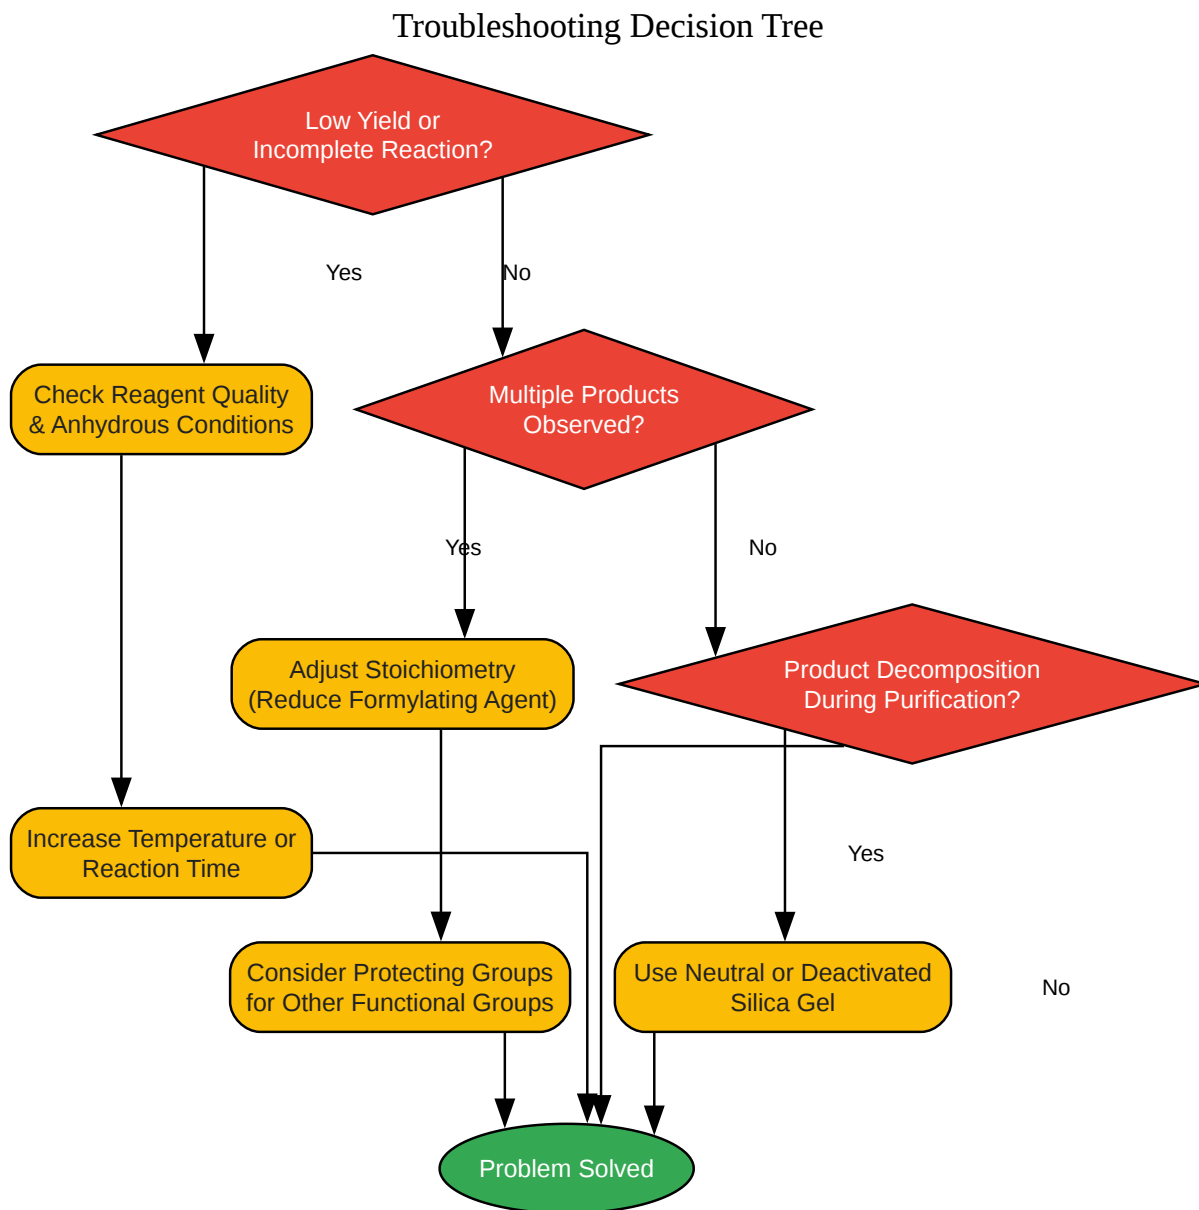 Troubleshooting Decision Tree
Low Yield or
Incomplete Reaction?
Yes
No
Check Reagent Quality
& Anhydrous Conditions
Multiple Products
Observed?
Yes
No
Adjust Stoichiometry
(Reduce Formylating Agent)
Product Decomposition
During Purification?
Increase Temperature or
Reaction Time
Yes
Consider Protecting Groups
for Other Functional Groups
Use Neutral or Deactivated
Silica Gel
No
Problem Solved